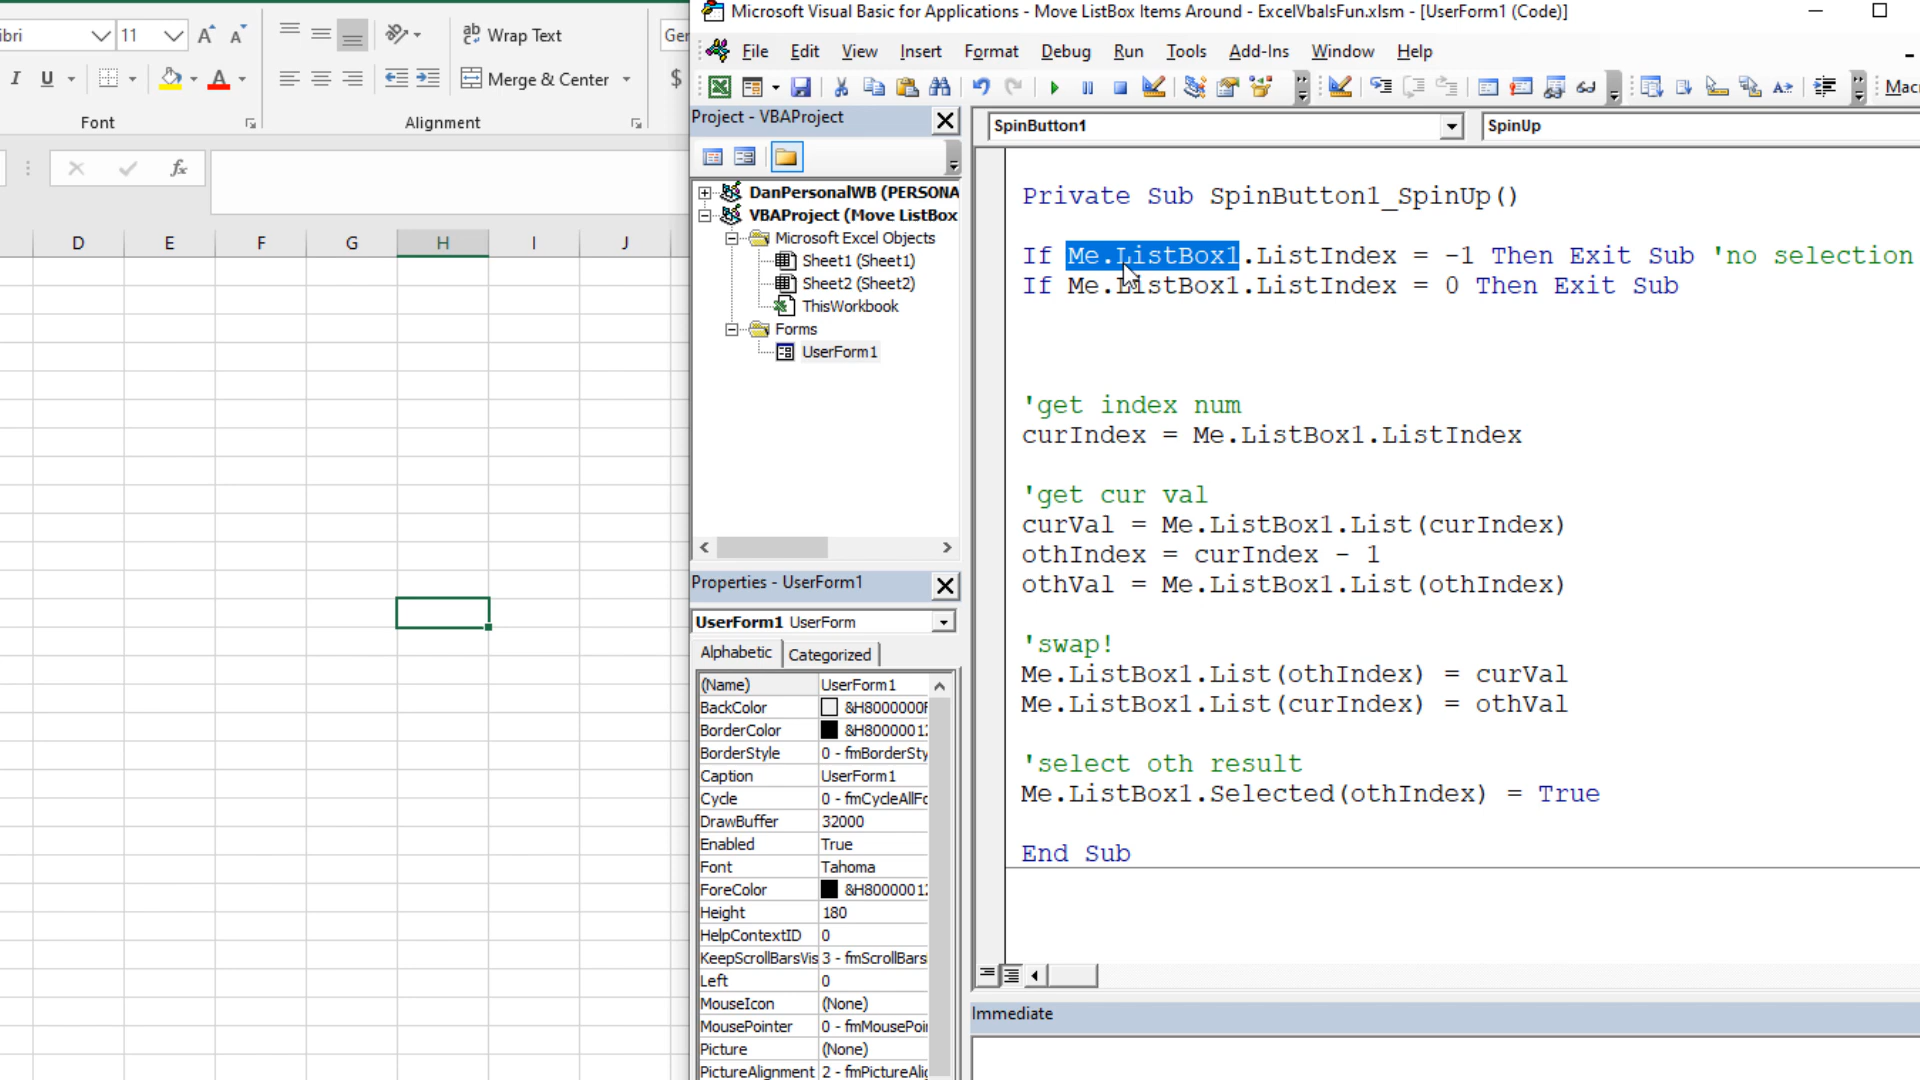 Microsoft Visual Basic for Applications - Move ListBox Items Around - ExcelVbaIsFun.xlsm - [UserForm1 (Code)]
File Edit View Insert Format Debug Run Tools Add-Ins Window Help
11
Wrap Text
Merge & Center
$
Font
Alignment
fx
D E F G H I J
Project - VBAProject
DanPersonalWB (PERSONA
VBAProject (Move ListBox
Microsoft Excel Objects
Sheet1 (Sheet1)
Sheet2 (Sheet2)
ThisWorkbook
Forms
UserForm1
Properties - UserForm1
UserForm1 UserForm
Alphabetic Categorized
(Name) UserForm1
BackColor &H8000000F
BorderColor &H80000012
BorderStyle 0 - fmBorderSty
Caption UserForm1
Cycle 0 - fmCycleAllFo
DrawBuffer 32000
Enabled True
Font Tahoma
ForeColor &H80000012
Height 180
HelpContextID 0
KeepScrollBarsVis 3 - fmScrollBars
Left 0
MouseIcon (None)
MousePointer 0 - fmMousePoi
Picture (None)
PictureAlignment 2 - fmPictureAlig
SpinButton1 SpinUp
Private Sub SpinButton1_SpinUp()
If Me.ListBox1.ListIndex = -1 Then Exit Sub 'no selection
If Me.ListBox1.ListIndex = 0 Then Exit Sub
'get index num
curIndex = Me.ListBox1.ListIndex
'get cur val
curVal = Me.ListBox1.List(curIndex)
othIndex = curIndex - 1
othVal = Me.ListBox1.List(othIndex)
'swap!
Me.ListBox1.List(othIndex) = curVal
Me.ListBox1.List(curIndex) = othVal
'select oth result
Me.ListBox1.Selected(othIndex) = True
End Sub
Immediate